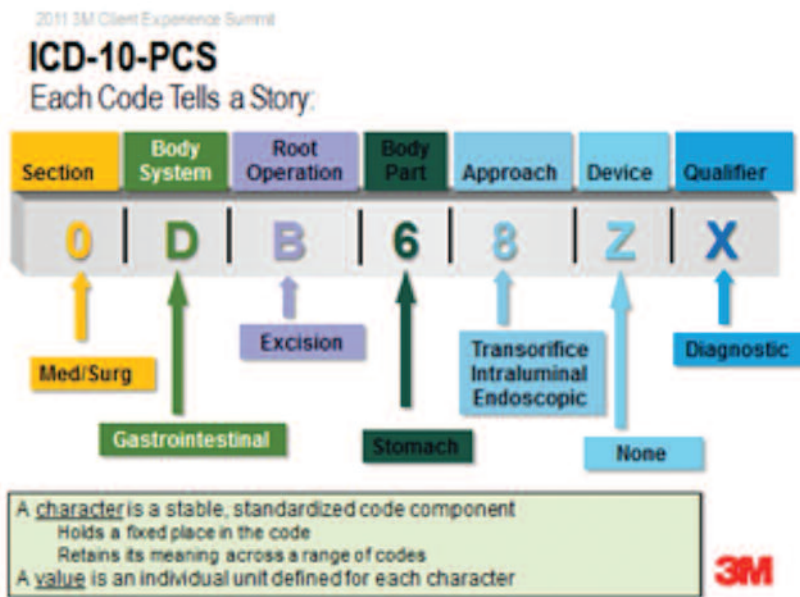 2011 3M Client Experience Summit
ICD-10-PCS
Each Code Tells a Story:
Section
Body System
Root Operation
Body Part
Approach
Device
Qualifier
0 D B 6 8 Z X
Excision
Diagnostic
Transorifice
Intraluminal
Endoscopic
Med/Surg
Gastrointestinal
Stomach
None
A character is a stable, standardized code component
Holds a fixed place in the code
Retains its meaning across a range of codes
A value is an individual unit defined for each character
3M